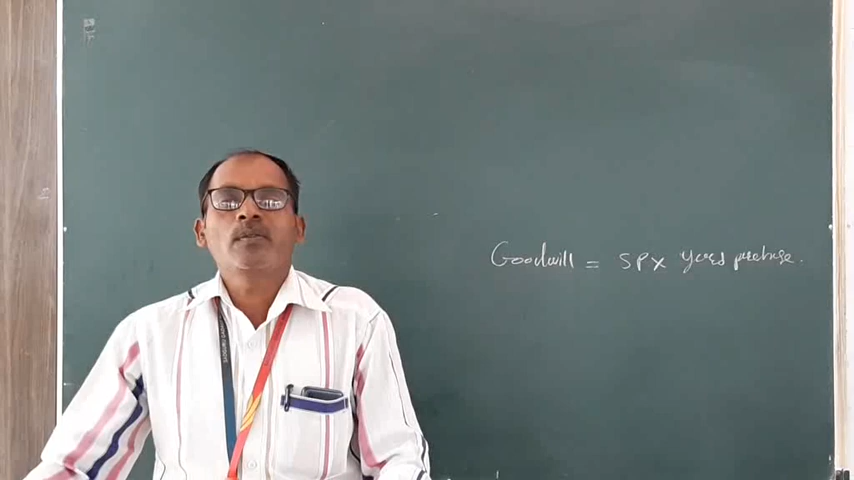 Goodwill = SP x years purchase.